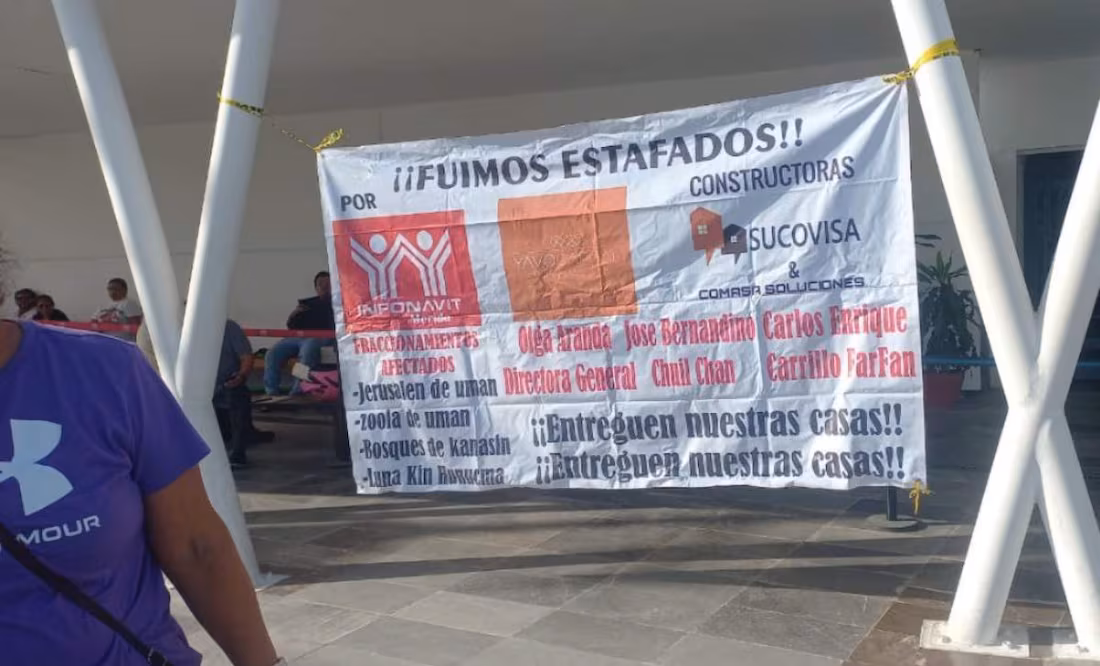 ¡¡FUIMOS ESTAFADOS!!
POR
CONSTRUCTORAS
INFONAVIT
SUCOVISA
&
COMASA SOLUCIONES
FRACCIONAMIENTOS
AFECTADOS
-Jerusalen de uman
-zoola de uman
-Bosques de kanasin
-Luna Kin Hunucma
Olga Aranda Jose Bernandino Carlos Enrique
Directora General Chuil Chan Carrillo FarFan
¡¡Entreguen nuestras casas!!
¡¡Entreguen nuestras casas!!
MOUR